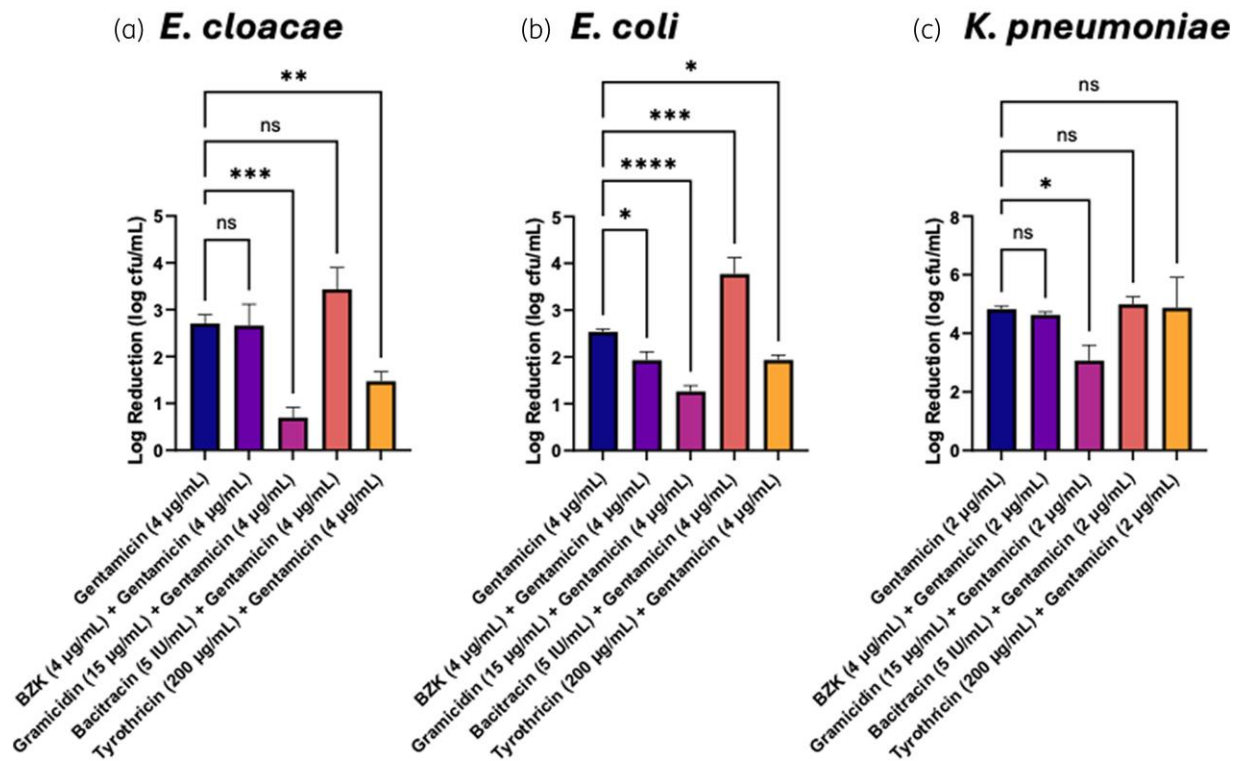 (a) E. cloacae
**
ns
***
ns
Log Reduction (log cfu/mL)
5
4
3
2
1
0
Gentamicin (4 µg/mL)
BZK (4 µg/mL) + Gentamicin (4 µg/mL)
Gramicidin (15 µg/mL) + Gentamicin (4 µg/mL)
Bacitracin (5 IU/mL) + Gentamicin (4 µg/mL)
Tyrothricin (200 µg/mL) + Gentamicin (4 µg/mL)
(b) E. coli
*
***
****
*
Log Reduction (log cfu/mL)
5
4
3
2
1
0
Gentamicin (4 µg/mL)
BZK (4 µg/mL) + Gentamicin (4 µg/mL)
Gramicidin (15 µg/mL) + Gentamicin (4 µg/mL)
Bacitracin (5 IU/mL) + Gentamicin (4 µg/mL)
Tyrothricin (200 µg/mL) + Gentamicin (4 µg/mL)
(c) K. pneumoniae
ns
ns
*
ns
Log Reduction (log cfu/mL)
8
6
4
2
0
Gentamicin (2 µg/mL)
BZK (4 µg/mL) + Gentamicin (2 µg/mL)
Gramicidin (15 µg/mL) + Gentamicin (2 µg/mL)
Bacitracin (5 IU/mL) + Gentamicin (2 µg/mL)
Tyrothricin (200 µg/mL) + Gentamicin (2 µg/mL)